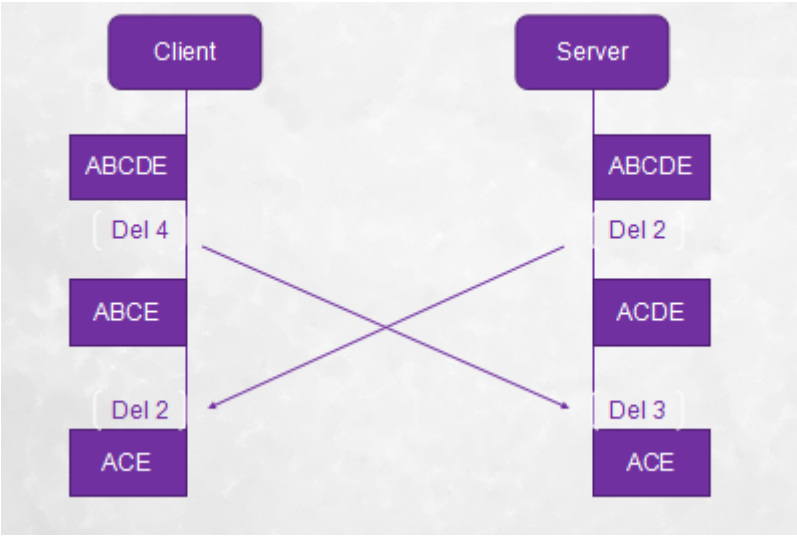 Client
Server
ABCDE
ABCDE
Del 4
Del 2
ABCE
ACDE
Del 2
Del 3
ACE
ACE